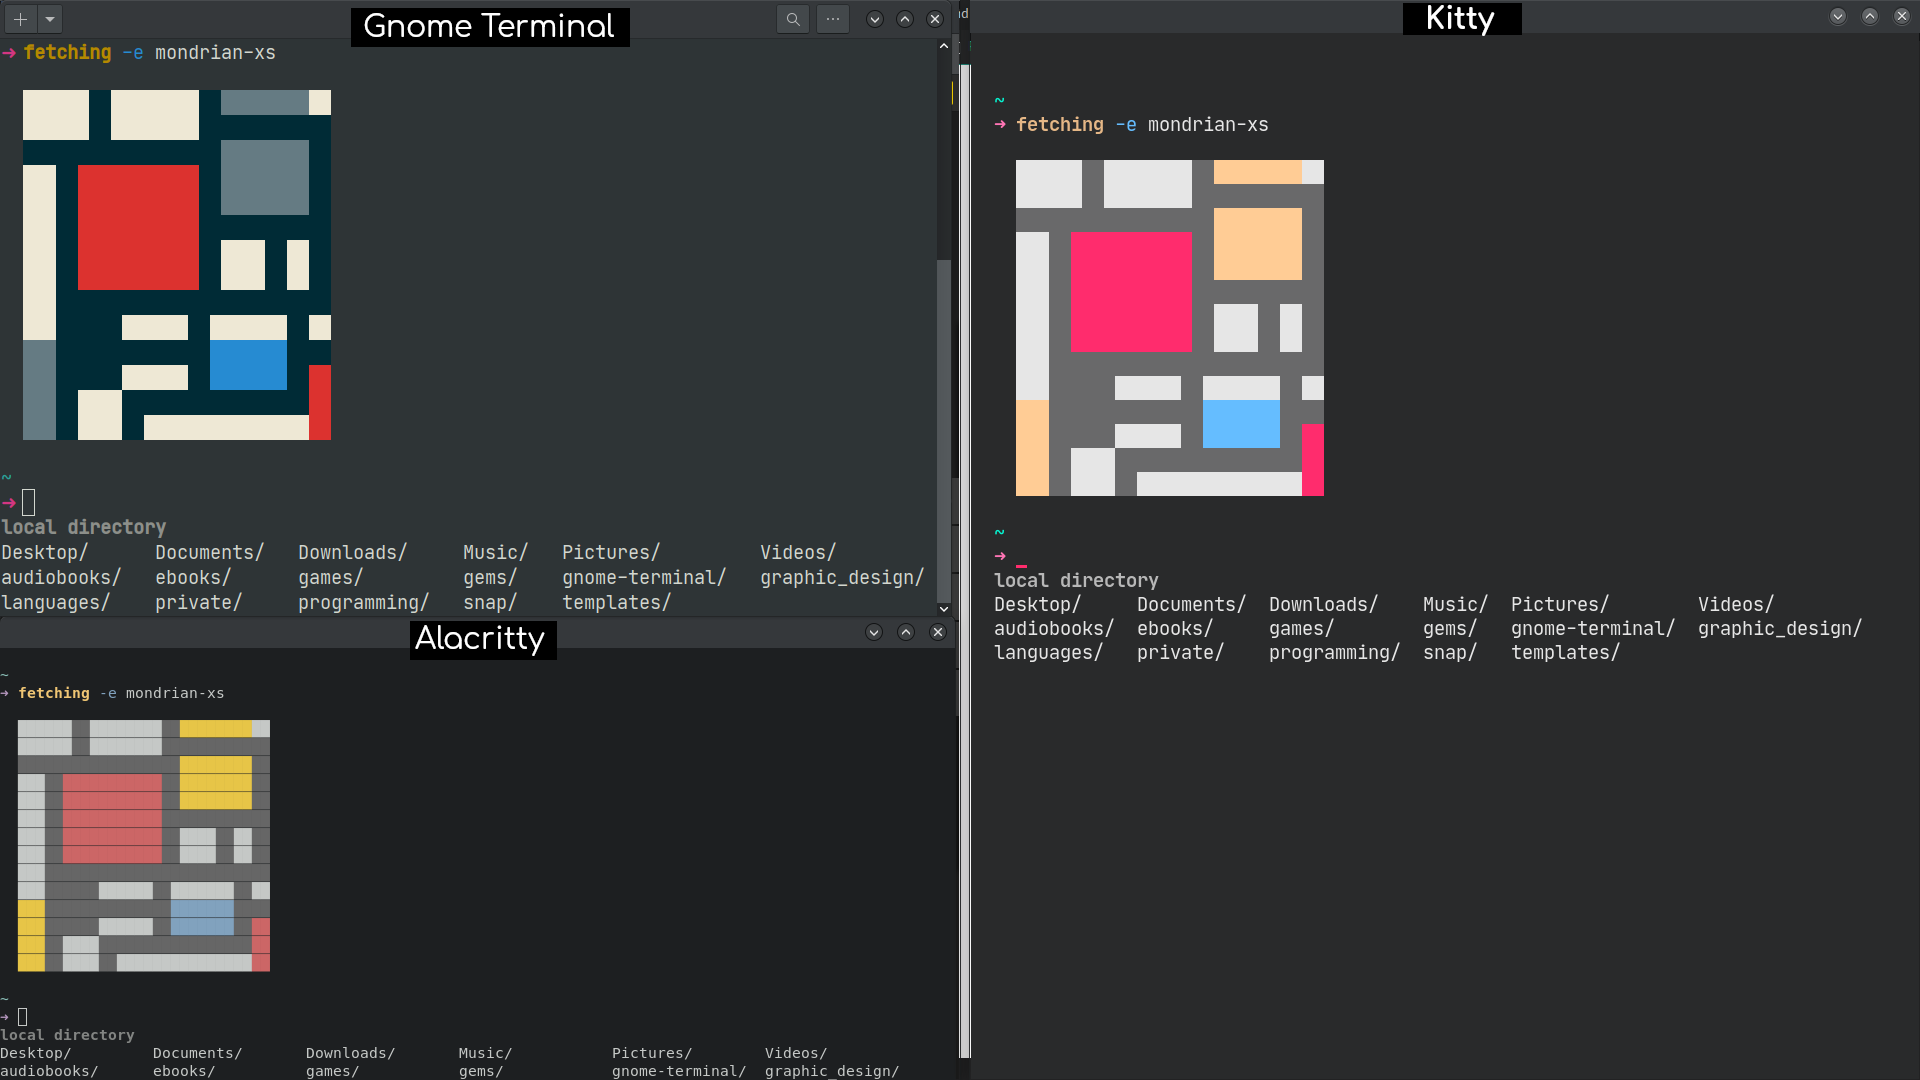 Gnome Terminal
➜ fetching -e mondrian-xs
~
➜
local directory
Desktop/ Documents/ Downloads/ Music/ Pictures/ Videos/
audiobooks/ ebooks/ games/ gems/ gnome-terminal/ graphic_design/
languages/ private/ programming/ snap/ templates/
Alacritty
~
➜ fetching -e mondrian-xs
~
➜
local directory
Desktop/ Documents/ Downloads/ Music/ Pictures/ Videos/
audiobooks/ ebooks/ games/ gems/ gnome-terminal/ graphic_design/
Kitty
~
➜ fetching -e mondrian-xs
~
➜
local directory
Desktop/ Documents/ Downloads/ Music/ Pictures/ Videos/
audiobooks/ ebooks/ games/ gems/ gnome-terminal/ graphic_design/
languages/ private/ programming/ snap/ templates/